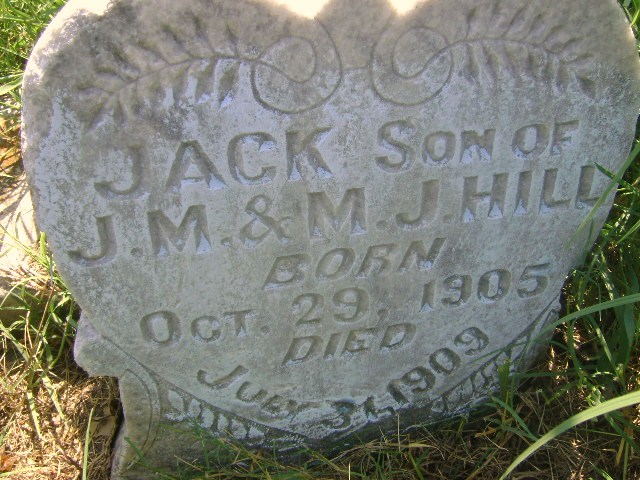 JACK SON OF
J.M. & M.J. HILL
BORN
OCT. 29, 1905
DIED
JULY 31, 1909